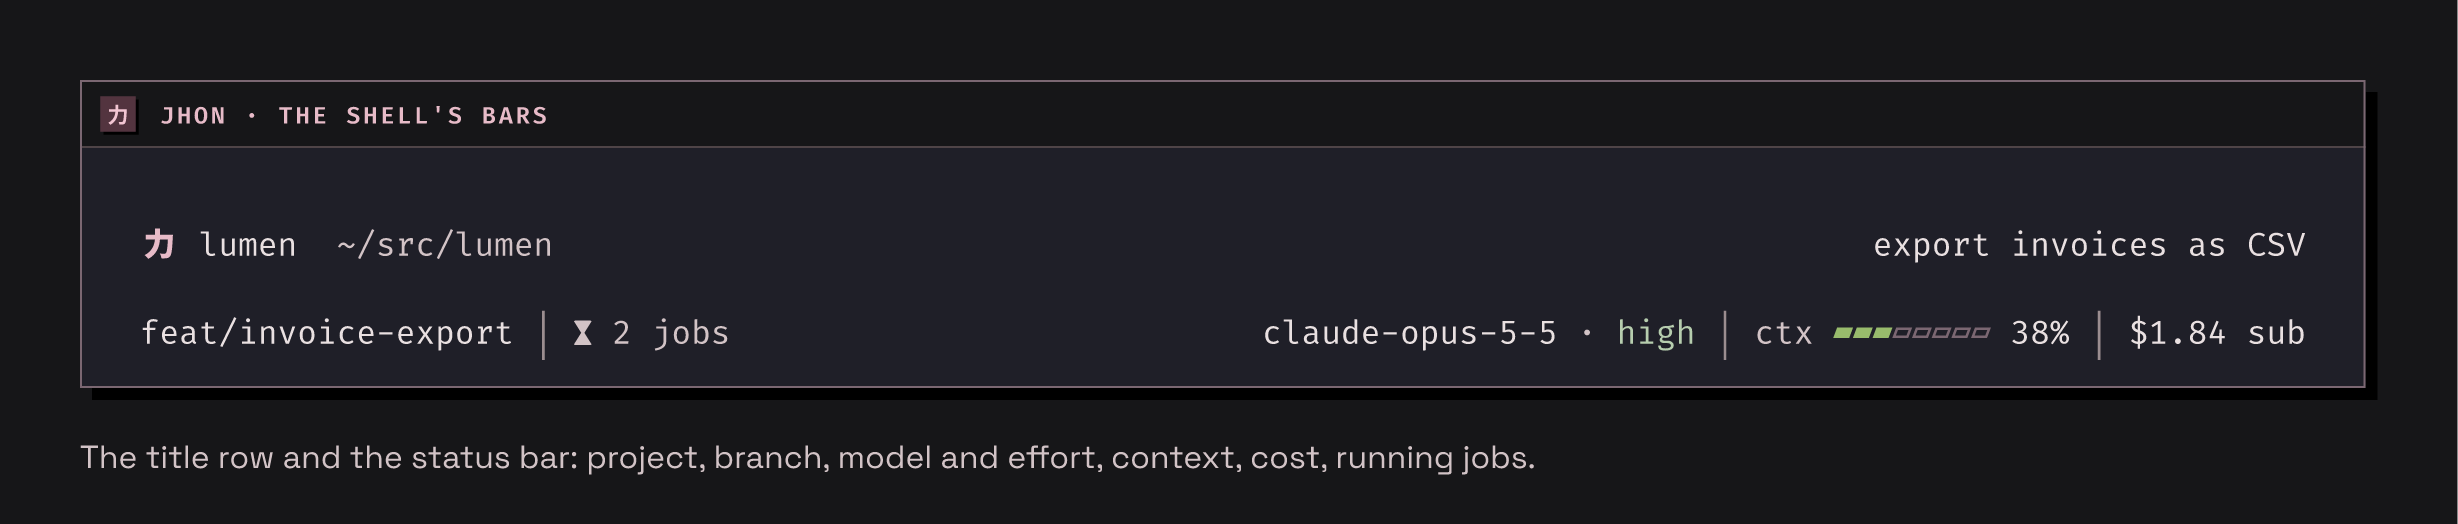 力 JHON · THE SHELL'S BARS
力 lumen ~/src/lumen export invoices as CSV
feat/invoice-export │ ⧗ 2 jobs claude-opus-5-5 · high │ ctx ▰▰▰▱▱▱▱▱ 38% │ $1.84 sub
The title row and the status bar: project, branch, model and effort, context, cost, running jobs.